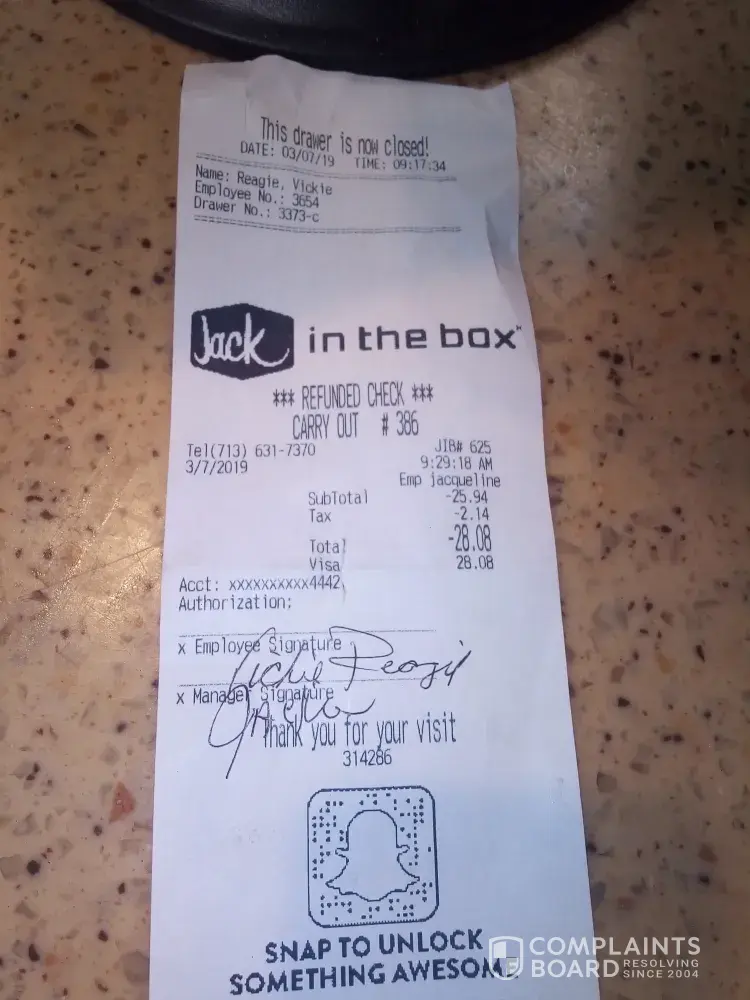 This drawer is now closed!
DATE: 03/07/19 TIME: 09:17:34
Name: Reagie, Vickie
Employee No.: 3654
Drawer No.: 3373-c
Jack in the box
*** REFUNDED CHECK ***
CARRY OUT # 386
Tel(713) 631-7370 JIB# 625
3/7/2019 9:29:18 AM
Emp jacqueline
SubTotal -25.94
Tax -2.14
Total -28.08
Visa 28.08
Acct: xxxxxxxxxx4442
Authorization:
x Employee Signature
x Manager Signature
Thank you for your visit
314286
SNAP TO UNLOCK
SOMETHING AWESOME
COMPLAINTS
BOARD RESOLVING
SINCE 2004